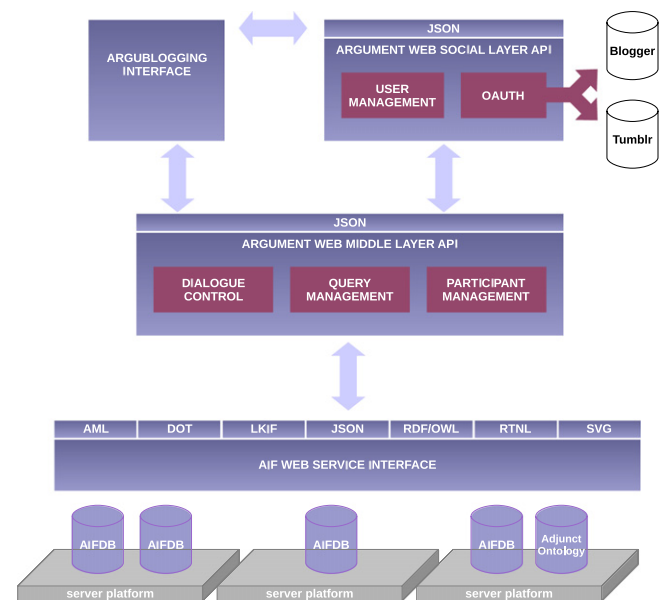 JSON
ARGUBLOGGING
INTERFACE
ARGUMENT WEB SOCIAL LAYER API
USER
MANAGEMENT
OAUTH
Blogger
Tumblr
JSON
ARGUMENT WEB MIDDLE LAYER API
DIALOGUE
CONTROL
QUERY
MANAGEMENT
PARTICIPANT
MANAGEMENT
AML DOT LKIF JSON RDF/OWL RTNL SVG
AIF WEB SERVICE INTERFACE
AIFDB AIFDB AIFDB AIFDB
Adjunct
Ontology
server platform server platform server platform